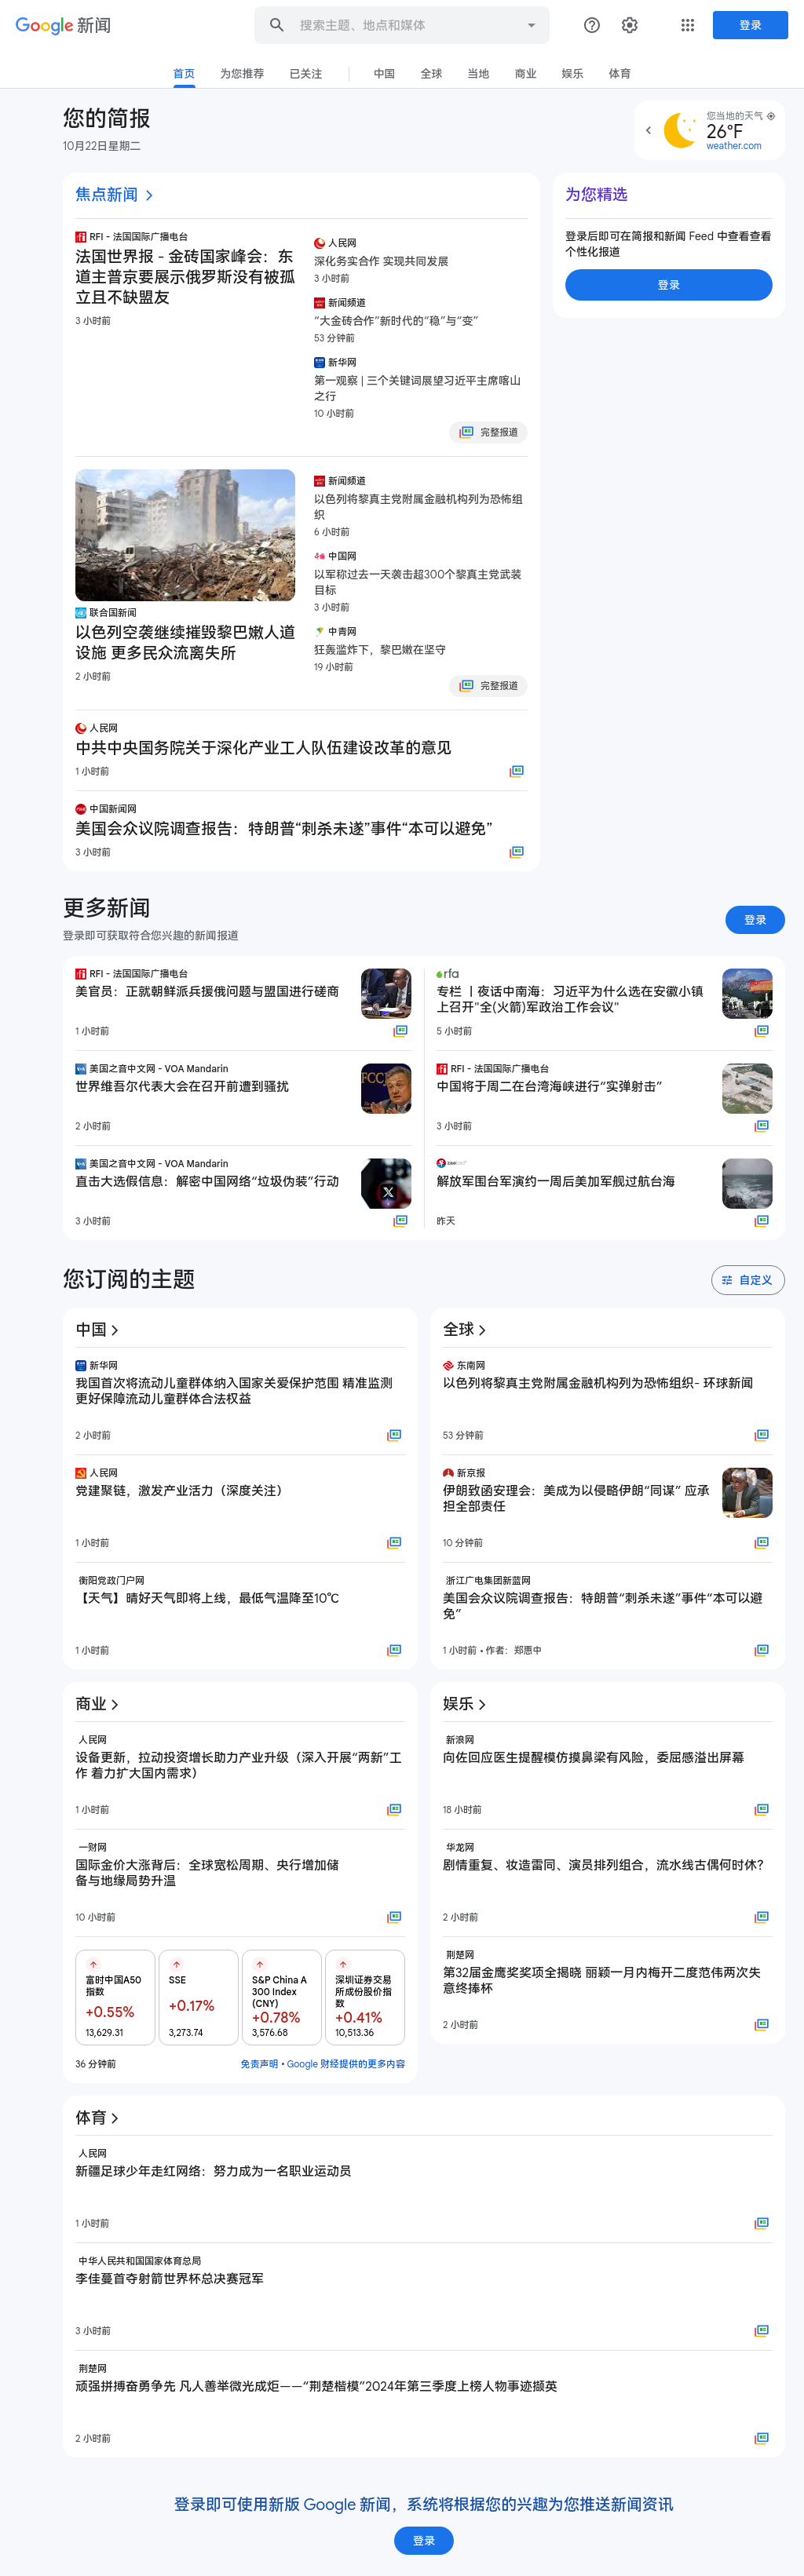 Google 新闻
搜索主题、地点和媒体
登录
首页
为您推荐
已关注
中国
全球
当地
商业
娱乐
体育
您的简报
10月22日星期二
您当地的天气
26°F
weather.com
焦点新闻
RFI - 法国国际广播电台
法国世界报 - 金砖国家峰会：东
道主普京要展示俄罗斯没有被孤
立且不缺盟友
3 小时前
人民网
深化务实合作 实现共同发展
3 小时前
新闻频道
“大金砖合作”新时代的“稳”与“变”
53 分钟前
新华网
第一观察 | 三个关键词展望习近平主席喀山
之行
10 小时前
完整报道
为您精选
登录后即可在简报和新闻 Feed 中查看查看
个性化报道
登录
联合国新闻
以色列空袭继续摧毁黎巴嫩人道
设施 更多民众流离失所
2 小时前
新闻频道
以色列将黎真主党附属金融机构列为恐怖组
织
6 小时前
中国网
以军称过去一天袭击超300个黎真主党武装
目标
3 小时前
中青网
狂轰滥炸下，黎巴嫩在坚守
19 小时前
完整报道
人民网
中共中央国务院关于深化产业工人队伍建设改革的意见
1 小时前
中国新闻网
美国会众议院调查报告：特朗普“刺杀未遂”事件“本可以避免”
3 小时前
更多新闻
登录即可获取符合您兴趣的新闻报道
登录
RFI - 法国国际广播电台
美官员：正就朝鲜派兵援俄问题与盟国进行磋商
1 小时前
rfa
专栏 丨夜话中南海：习近平为什么选在安徽小镇
上召开"全(火箭)军政治工作会议"
5 小时前
美国之音中文网 - VOA Mandarin
世界维吾尔代表大会在召开前遭到骚扰
2 小时前
RFI - 法国国际广播电台
中国将于周二在台湾海峡进行“实弹射击”
3 小时前
美国之音中文网 - VOA Mandarin
直击大选假信息：解密中国网络“垃圾伪装”行动
3 小时前
解放军围台军演约一周后美加军舰过航台海
昨天
您订阅的主题
自定义
中国
新华网
我国首次将流动儿童群体纳入国家关爱保护范围 精准监测
更好保障流动儿童群体合法权益
2 小时前
人民网
党建聚链，激发产业活力（深度关注）
1 小时前
衡阳党政门户网
【天气】晴好天气即将上线，最低气温降至10℃
1 小时前
全球
东南网
以色列将黎真主党附属金融机构列为恐怖组织- 环球新闻
53 分钟前
新京报
伊朗致函安理会：美成为以侵略伊朗“同谋” 应承
担全部责任
10 分钟前
浙江广电集团新蓝网
美国会众议院调查报告：特朗普“刺杀未遂”事件“本可以避
免”
1 小时前 • 作者：郑惠中
商业
人民网
设备更新，拉动投资增长助力产业升级（深入开展“两新”工
作 着力扩大国内需求）
1 小时前
一财网
国际金价大涨背后：全球宽松周期、央行增加储
备与地缘局势升温
10 小时前
富时中国A50
指数
+0.55%
13,629.31
SSE
+0.17%
3,273.74
S&P China A
300 Index
(CNY)
+0.78%
3,576.68
深圳证券交易
所成份股价指
数
+0.41%
10,513.36
36 分钟前
免责声明 • Google 财经提供的更多内容
娱乐
新浪网
向佐回应医生提醒模仿摸鼻梁有风险，委屈感溢出屏幕
18 小时前
华龙网
剧情重复、妆造雷同、演员排列组合，流水线古偶何时休？
2 小时前
荆楚网
第32届金鹰奖奖项全揭晓 丽颖一月内梅开二度范伟两次失
意终捧杯
2 小时前
体育
人民网
新疆足球少年走红网络：努力成为一名职业运动员
1 小时前
中华人民共和国国家体育总局
李佳蔓首夺射箭世界杯总决赛冠军
3 小时前
荆楚网
顽强拼搏奋勇争先 凡人善举微光成炬——“荆楚楷模”2024年第三季度上榜人物事迹撷英
2 小时前
登录即可使用新版 Google 新闻，系统将根据您的兴趣为您推送新闻资讯
登录